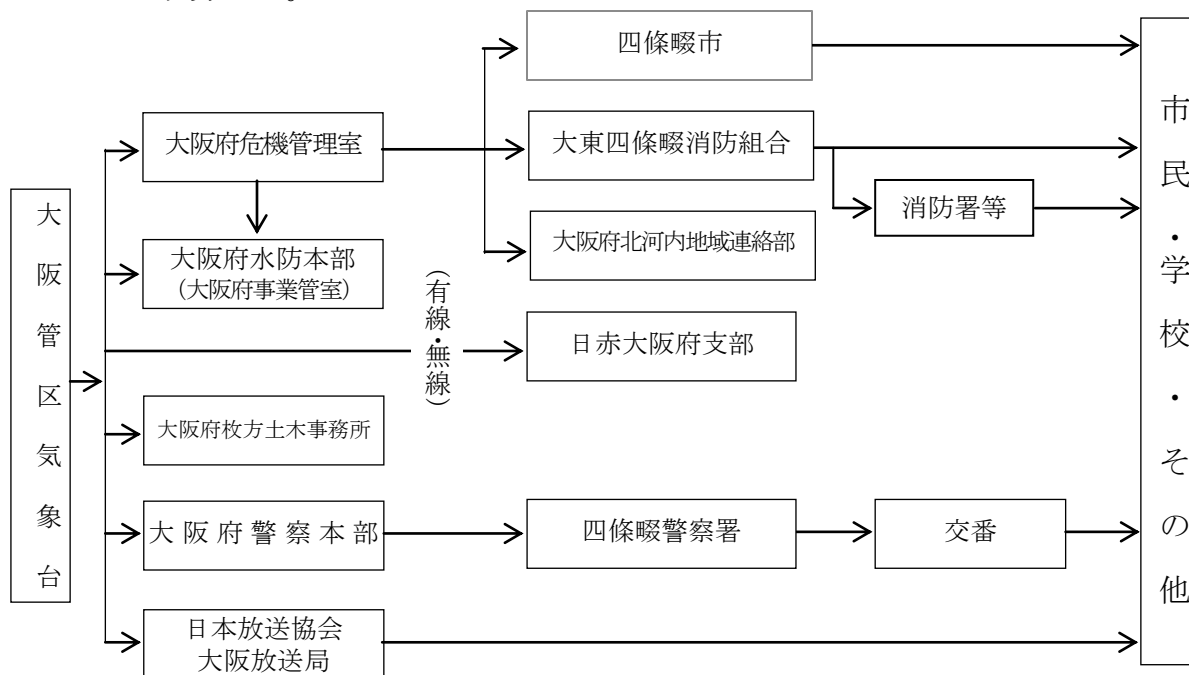 四條畷市
大阪府危機管理室
大東四條畷消防組合
消防署等
大阪府水防本部
(大阪府事業管室)
大阪府北河内地域連絡部
(有線・無線)
日赤大阪府支部
大阪管区気象台
大阪府枚方土木事務所
大阪府警察本部
四條畷警察署
交番
日本放送協会
大阪放送局
市民・学校・その他